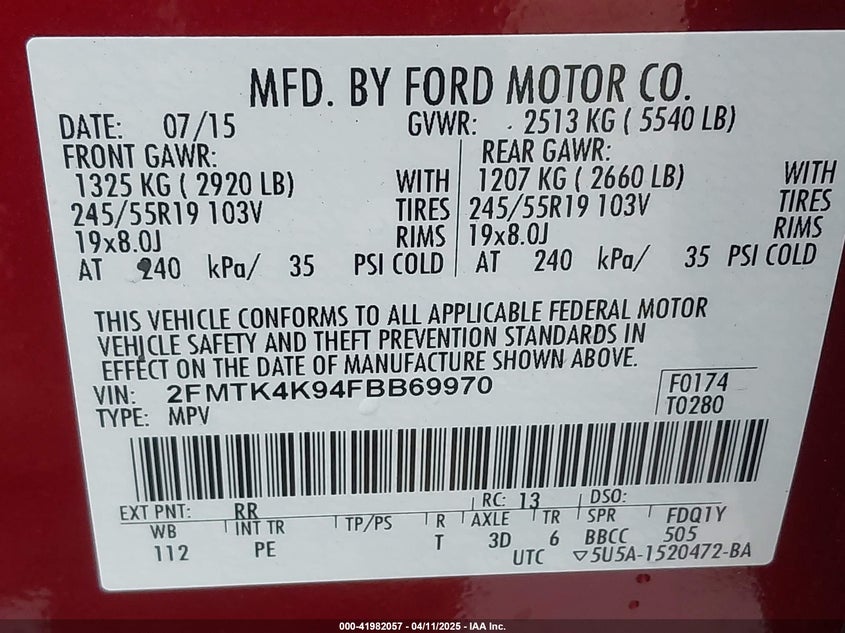 MFD. BY FORD MOTOR CO.
DATE: 07/15 GVWR: 2513 KG ( 5540 LB)
FRONT GAWR: REAR GAWR:
1325 KG ( 2920 LB) WITH 1207 KG ( 2660 LB) WITH
245/55R19 103V TIRES 245/55R19 103V TIRES
19x8.0J RIMS 19x8.0J RIMS
AT 240 kPa/ 35 PSI COLD AT 240 kPa/ 35 PSI COLD
THIS VEHICLE CONFORMS TO ALL APPLICABLE FEDERAL MOTOR
VEHICLE SAFETY AND THEFT PREVENTION STANDARDS IN
EFFECT ON THE DATE OF MANUFACTURE SHOWN ABOVE.
VIN: 2FMTK4K94FBB69970 F0174
TYPE: MPV T0280
EXT PNT: RR RC: 13 DSO:
WB INT TR TP/PS R AXLE TR SPR FDQ1Y
112 PE T 3D 6 BBCC 505
UTC ▽5U5A-1520472-BA
000-41982057 - 04/11/2025 - IAA Inc.